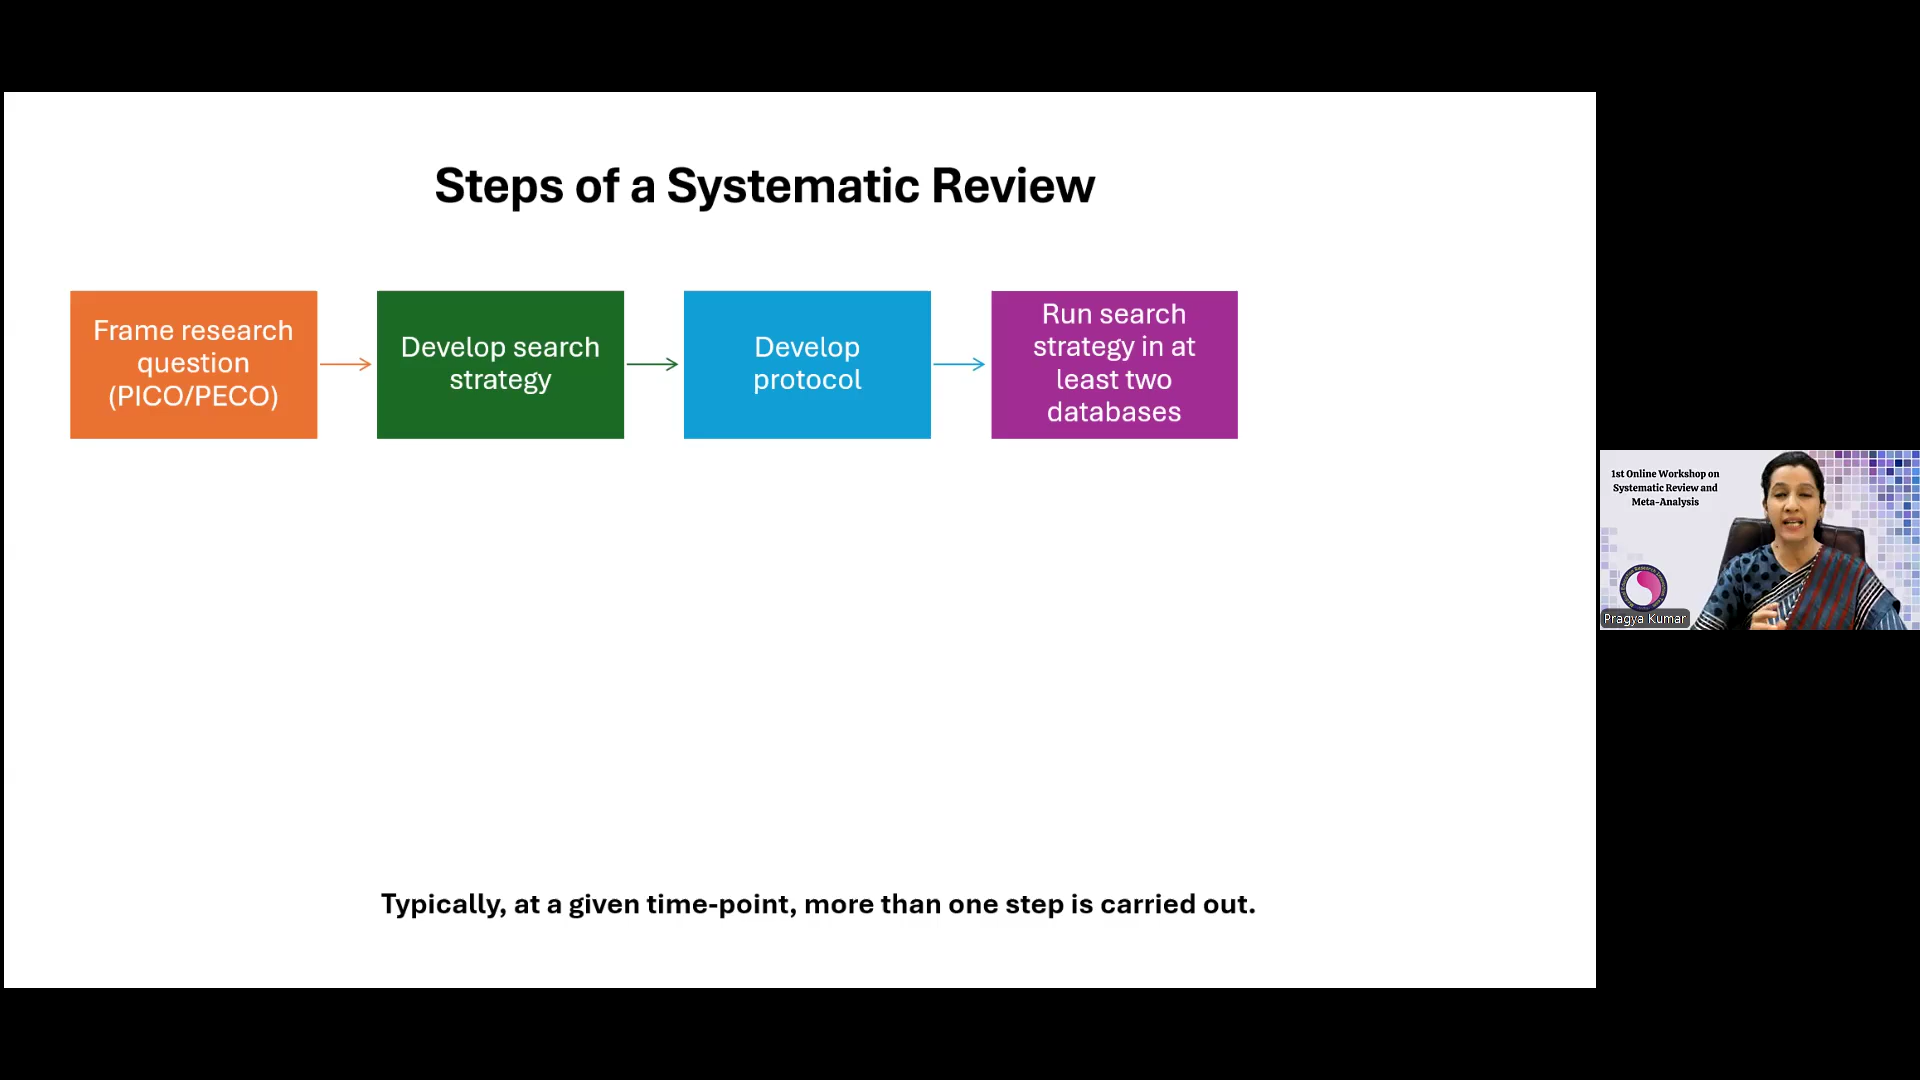 Steps of a Systematic Review
Frame research
question
(PICO/PECO)
Develop search
strategy
Develop
protocol
Run search
strategy in at
least two
databases
Typically, at a given time-point, more than one step is carried out.
1st Online Workshop on
Systematic Review and
Meta-Analysis
Pragya Kumar